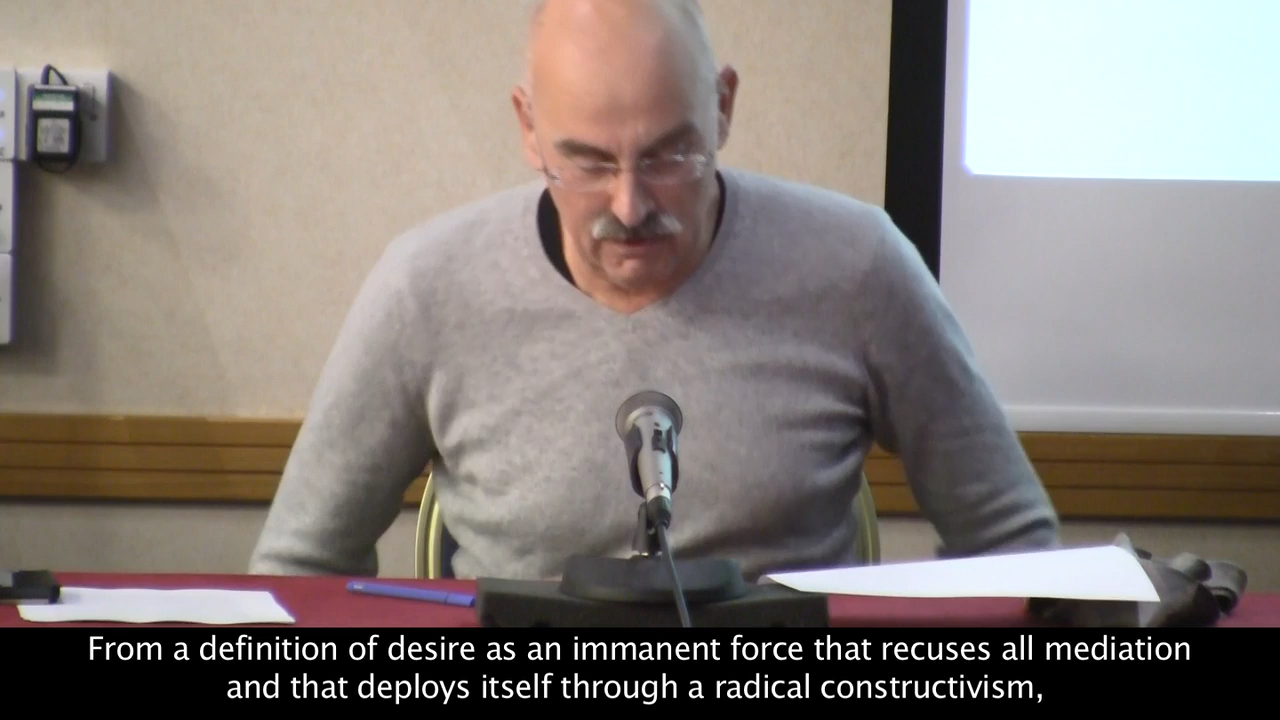 From a definition of desire as an immanent force that recuses all mediation
and that deploys itself through a radical constructivism,